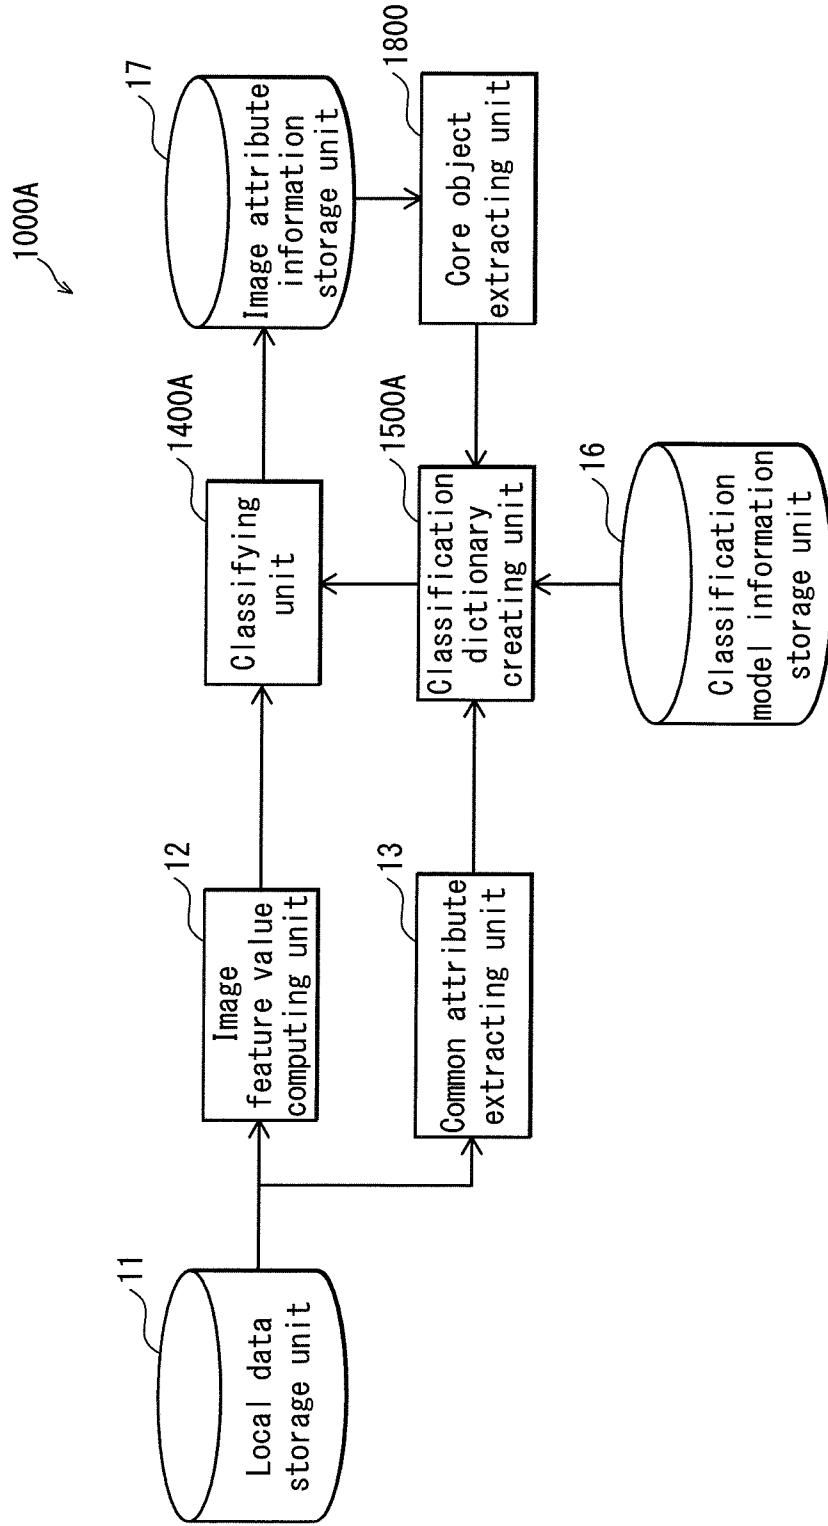 1000A
11
Local data
storage unit
12
Image
feature value
computing unit
1400A
Classifying
unit
17
Image attribute
information
storage unit
13
Common attribute
extracting unit
1500A
Classification
dictionary
creating unit
1800
Core object
extracting unit
16
Classification
model information
storage unit